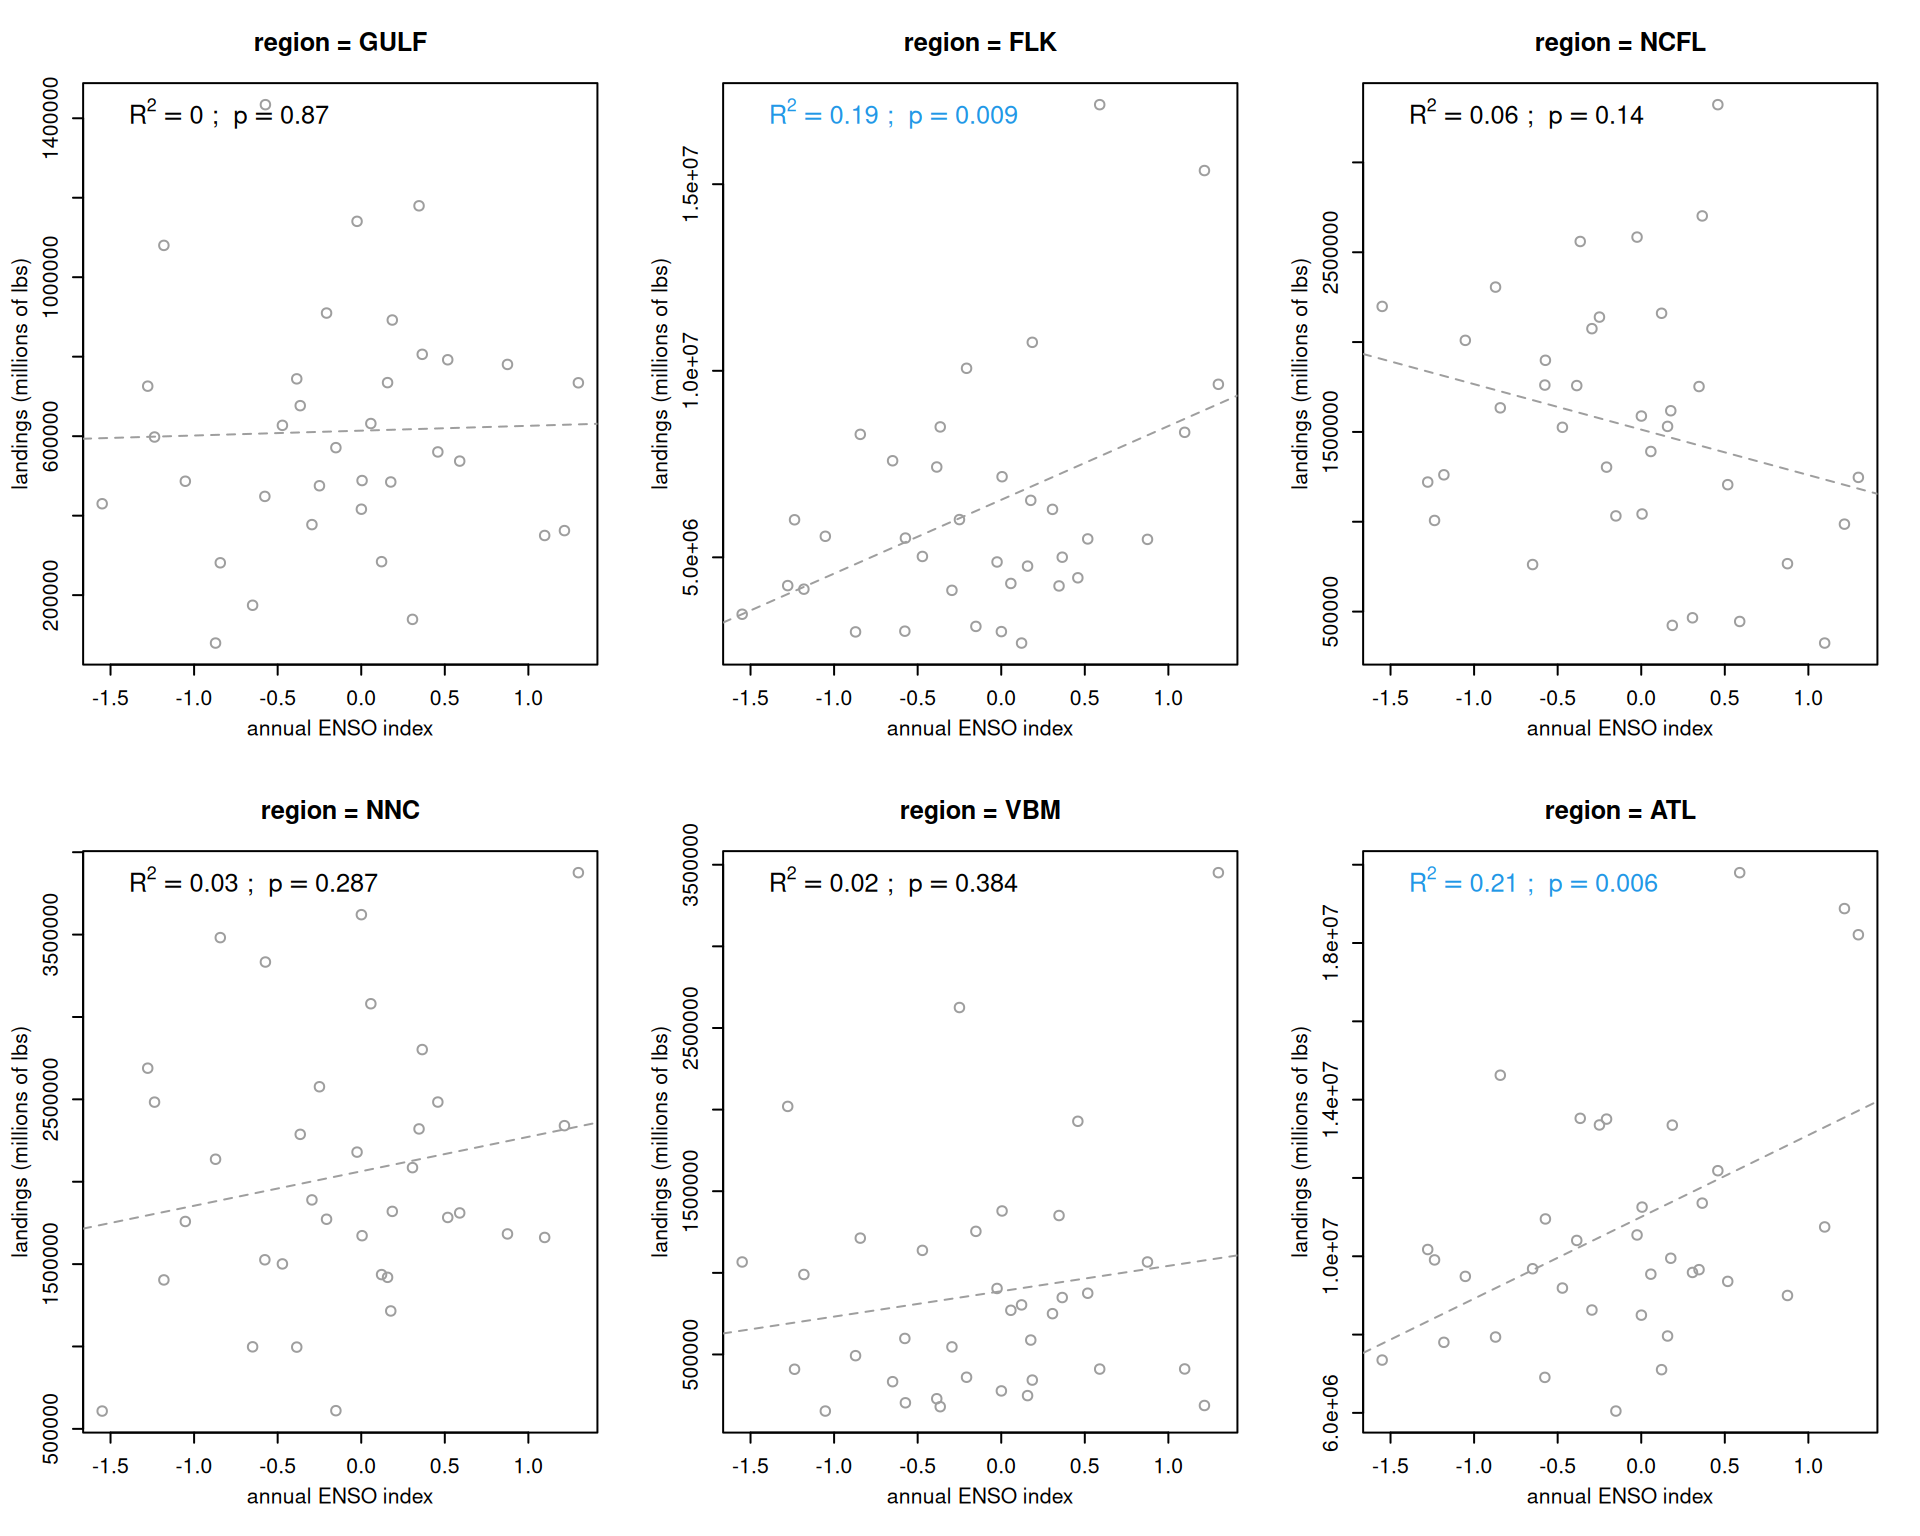 region = GULF
R2 = 0 ; p = 0.87
landings (millions of lbs)
200000 600000 1000000 1400000
-1.5 -1.0 -0.5 0.0 0.5 1.0
annual ENSO index
region = FLK
R2 = 0.19 ; p = 0.009
landings (millions of lbs)
5.0e+06 1.0e+07 1.5e+07
-1.5 -1.0 -0.5 0.0 0.5 1.0
annual ENSO index
region = NCFL
R2 = 0.06 ; p = 0.14
landings (millions of lbs)
500000 1500000 2500000
-1.5 -1.0 -0.5 0.0 0.5 1.0
annual ENSO index
region = NNC
R2 = 0.03 ; p = 0.287
landings (millions of lbs)
500000 1500000 2500000 3500000
-1.5 -1.0 -0.5 0.0 0.5 1.0
annual ENSO index
region = VBM
R2 = 0.02 ; p = 0.384
landings (millions of lbs)
500000 1500000 2500000 3500000
-1.5 -1.0 -0.5 0.0 0.5 1.0
annual ENSO index
region = ATL
R2 = 0.21 ; p = 0.006
landings (millions of lbs)
6.0e+06 1.0e+07 1.4e+07 1.8e+07
-1.5 -1.0 -0.5 0.0 0.5 1.0
annual ENSO index